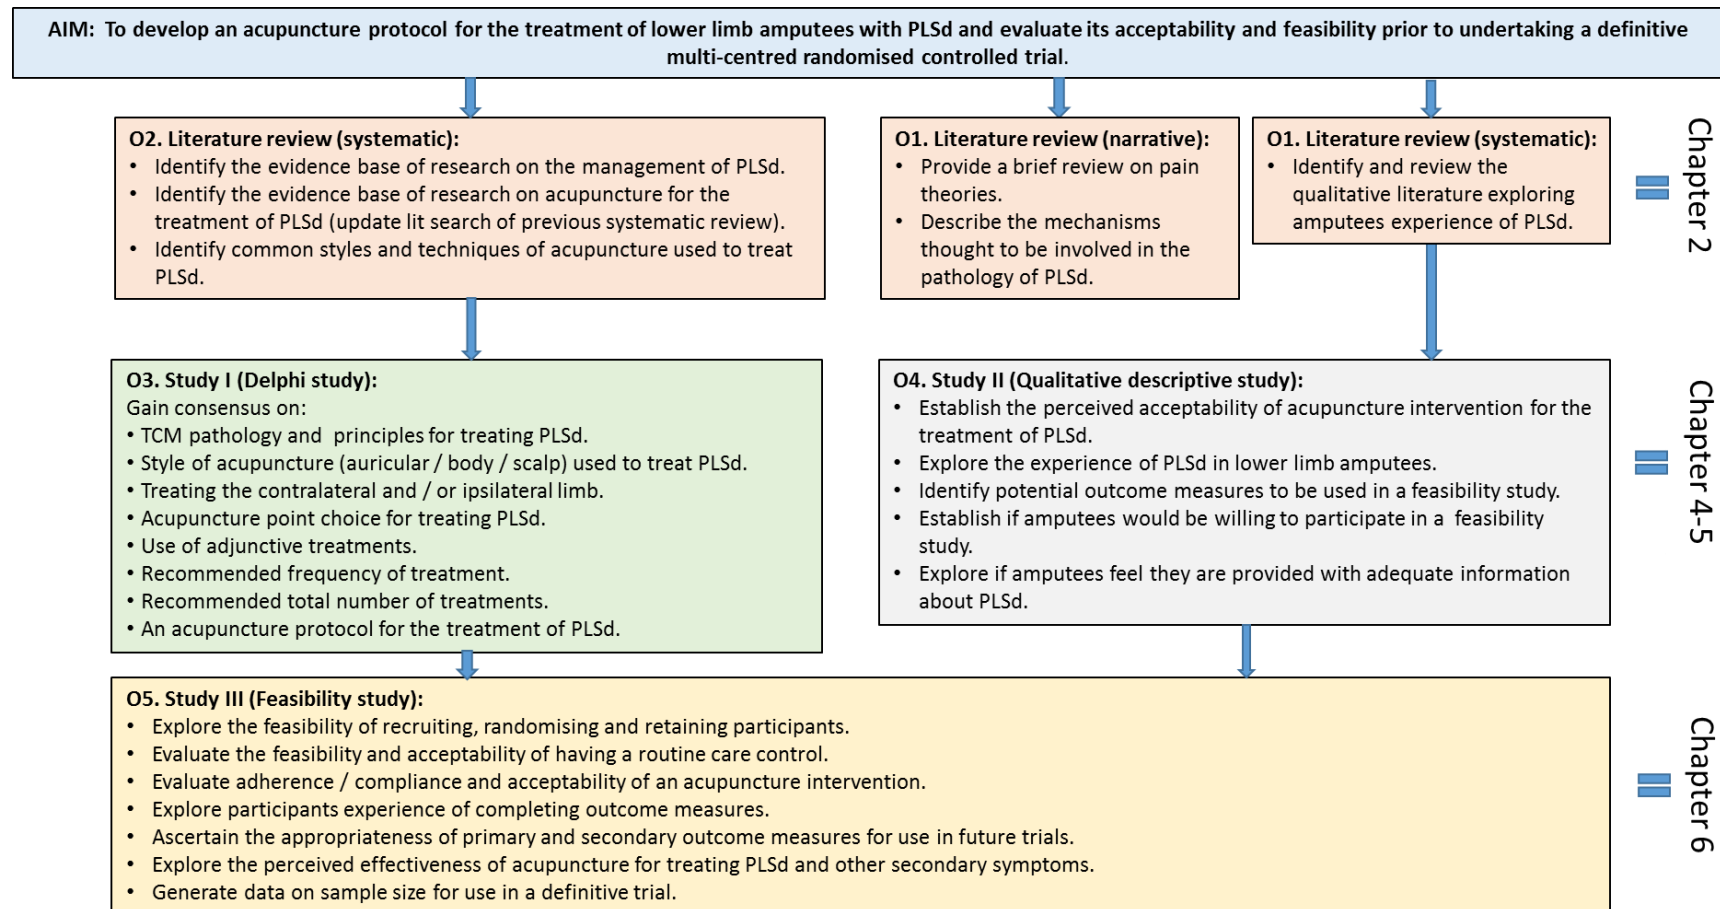 AIM: To develop an acupuncture protocol for the treatment of lower limb amputees with PLSd and evaluate its acceptability and feasibility prior to undertaking a definitive
multi-centred randomised controlled trial.
O2. Literature review (systematic):
• Identify the evidence base of research on the management of PLSd.
• Identify the evidence base of research on acupuncture for the
treatment of PLSd (update lit search of previous systematic review).
• Identify common styles and techniques of acupuncture used to treat
PLSd.
O1. Literature review (narrative):
• Provide a brief review on pain
theories.
• Describe the mechanisms
thought to be involved in the
pathology of PLSd.
O1. Literature review (systematic):
• Identify and review the
qualitative literature exploring
amputees experience of PLSd.
Chapter 2
O3. Study I (Delphi study):
Gain consensus on:
• TCM pathology and principles for treating PLSd.
• Style of acupuncture (auricular / body / scalp) used to treat PLSd.
• Treating the contralateral and / or ipsilateral limb.
• Acupuncture point choice for treating PLSd.
• Use of adjunctive treatments.
• Recommended frequency of treatment.
• Recommended total number of treatments.
• An acupuncture protocol for the treatment of PLSd.
O4. Study II (Qualitative descriptive study):
• Establish the perceived acceptability of acupuncture intervention for the
treatment of PLSd.
• Explore the experience of PLSd in lower limb amputees.
• Identify potential outcome measures to be used in a feasibility study.
• Establish if amputees would be willing to participate in a feasibility
study.
• Explore if amputees feel they are provided with adequate information
about PLSd.
Chapter 4-5
O5. Study III (Feasibility study):
• Explore the feasibility of recruiting, randomising and retaining participants.
• Evaluate the feasibility and acceptability of having a routine care control.
• Evaluate adherence / compliance and acceptability of an acupuncture intervention.
• Explore participants experience of completing outcome measures.
• Ascertain the appropriateness of primary and secondary outcome measures for use in future trials.
• Explore the perceived effectiveness of acupuncture for treating PLSd and other secondary symptoms.
• Generate data on sample size for use in a definitive trial.
Chapter 6